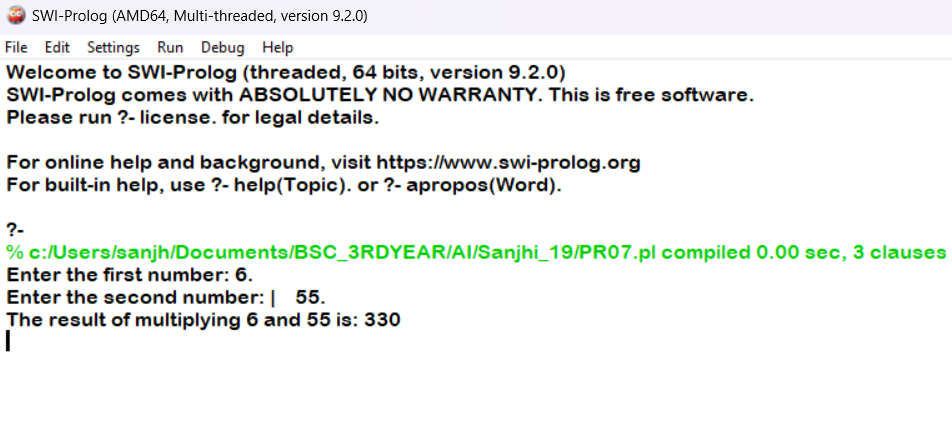 SWI-Prolog (AMD64, Multi-threaded, version 9.2.0)
File Edit Settings Run Debug Help
Welcome to SWI-Prolog (threaded, 64 bits, version 9.2.0)
SWI-Prolog comes with ABSOLUTELY NO WARRANTY. This is free software.
Please run ?- license. for legal details.
For online help and background, visit https://www.swi-prolog.org
For built-in help, use ?- help(Topic). or ?- apropos(Word).
?-
% c:/Users/sanjh/Documents/BSC_3RDYEAR/AI/Sanjhi_19/PR07.pl compiled 0.00 sec, 3 clauses
Enter the first number: 6.
Enter the second number: | 55.
The result of multiplying 6 and 55 is: 330